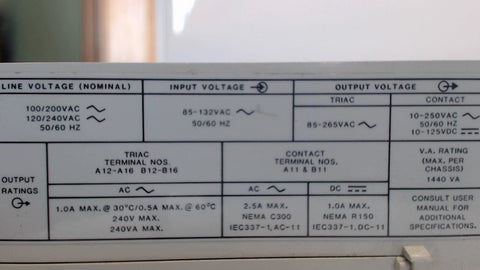 LINE VOLTAGE (NOMINAL)
100/200VAC ~
120/240VAC ~
50/60 HZ
INPUT VOLTAGE
85-132VAC ~
50/60 HZ
OUTPUT VOLTAGE
TRIAC
85-265VAC ~
CONTACT
10-250VAC ~
50/60 HZ
10-125VDC ⎓
OUTPUT
RATINGS
TRIAC
TERMINAL NOS.
A12-A16 B12-B16
AC ~
1.0A MAX. @ 30°C/0.5A MAX. @ 60°C
240V MAX.
240VA MAX.
CONTACT
TERMINAL NOS.
A11 & B11
AC ~
2.5A MAX.
NEMA C300
IEC337-1, AC-11
DC ⎓
1.0A MAX.
NEMA R150
IEC337-1, DC-11
V.A. RATING
(MAX. PER
CHASSIS)
1440 VA
CONSULT USER
MANUAL FOR
ADDITIONAL
SPECIFICATIONS.